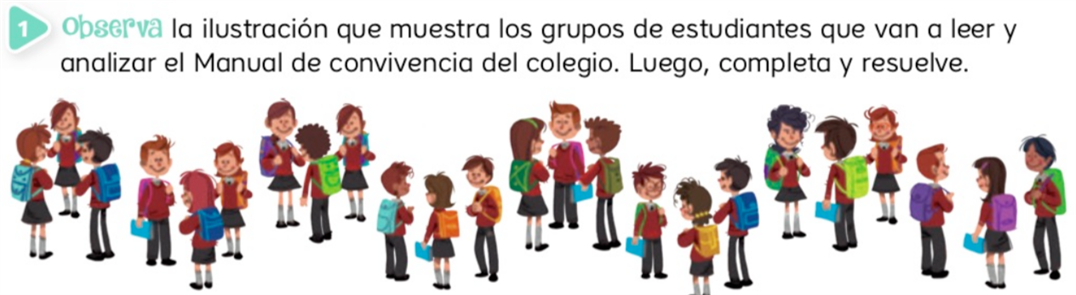 1 Observa la ilustración que muestra los grupos de estudiantes que van a leer y
analizar el Manual de convivencia del colegio. Luego, completa y resuelve.